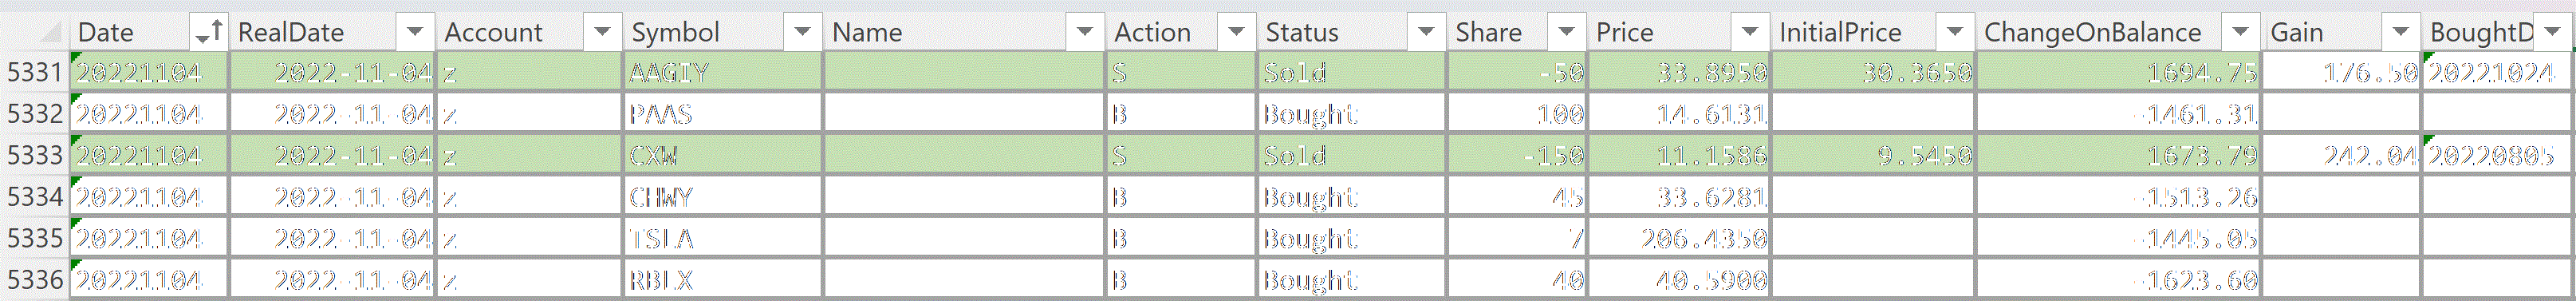 Date RealDate Account Symbol Name Action Status Share Price InitialPrice ChangeOnBalance Gain BoughtD
5331 20221104 2022-11-04 z AAGIY S Sold -50 33.8950 30.3650 1694.75 176.50 20221024
5332 20221104 2022-11-04 z PAAS B Bought 100 14.6131 -1461.31
5333 20221104 2022-11-04 z CXW S Sold -150 11.1586 9.5450 1673.79 242.04 20220805
5334 20221104 2022-11-04 z CHWY B Bought 45 33.6281 -1513.26
5335 20221104 2022-11-04 z TSLA B Bought 7 206.4350 -1445.05
5336 20221104 2022-11-04 z RBLX B Bought 40 40.5900 -1623.60